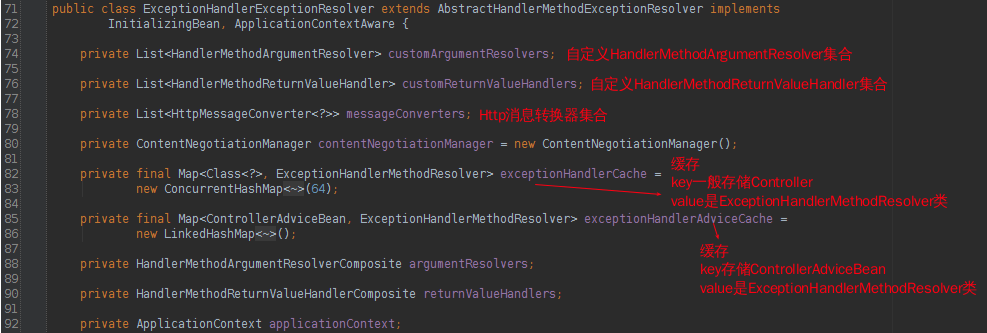 71 public class ExceptionHandlerExceptionResolver extends AbstractHandlerMethodExceptionResolver implements
72 InitializingBean, ApplicationContextAware {
73
74 private List<HandlerMethodArgumentResolver> customArgumentResolvers; 自定义HandlerMethodArgumentResolver集合
75
76 private List<HandlerMethodReturnValueHandler> customReturnValueHandlers; 自定义HandlerMethodReturnValueHandler集合
77
78 private List<HttpMessageConverter<?>> messageConverters; Http消息转换器集合
79
80 private ContentNegotiationManager contentNegotiationManager = new ContentNegotiationManager();
81
82 private final Map<Class<?>, ExceptionHandlerMethodResolver> exceptionHandlerCache =
83 new ConcurrentHashMap<~>(64);
缓存
key一般存储Controller
value是ExceptionHandlerMethodResolver类
84
85 private final Map<ControllerAdviceBean, ExceptionHandlerMethodResolver> exceptionHandlerAdviceCache =
86 new LinkedHashMap<~>();
缓存
key存储ControllerAdviceBean
value是ExceptionHandlerMethodResolver类
87
88 private HandlerMethodArgumentResolverComposite argumentResolvers;
89
90 private HandlerMethodReturnValueHandlerComposite returnValueHandlers;
91
92 private ApplicationContext applicationContext;